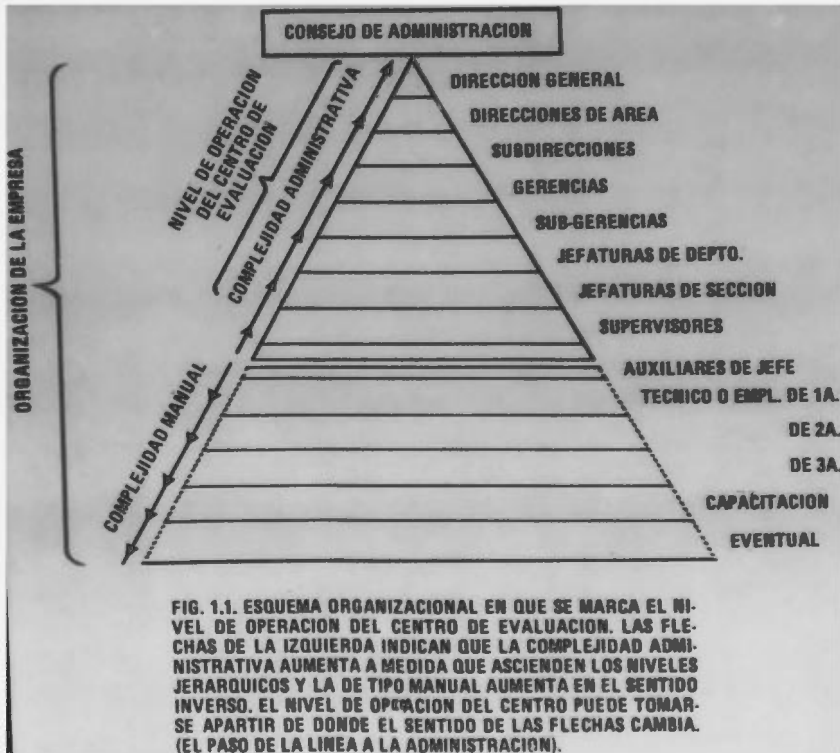 CONSEJO DE ADMINISTRACION
ORGANIZACION DE LA EMPRESA
NIVEL DE OPERACION
DEL CENTRO DE
EVALUACION
COMPLEJIDAD ADMINISTRATIVA
COMPLEJIDAD MANUAL
DIRECCION GENERAL
DIRECCIONES DE AREA
SUBDIRECCIONES
GERENCIAS
SUB-GERENCIAS
JEFATURAS DE DEPTO.
JEFATURAS DE SECCION
SUPERVISORES
AUXILIARES DE JEFE
TECNICO O EMPL. DE 1A.
DE 2A.
DE 3A.
CAPACITACION
EVENTUAL
FIG. 1.1. ESQUEMA ORGANIZACIONAL EN QUE SE MARCA EL NI-
VEL DE OPERACION DEL CENTRO DE EVALUACION. LAS FLE-
CHAS DE LA IZQUIERDA INDICAN QUE LA COMPLEJIDAD ADMI-
NISTRATIVA AUMENTA A MEDIDA QUE ASCIENDEN LOS NIVELES
JERARQUICOS Y LA DE TIPO MANUAL AUMENTA EN EL SENTIDO
INVERSO. EL NIVEL DE OPERACION DEL CENTRO PUEDE TOMAR-
SE APARTIR DE DONDE EL SENTIDO DE LAS FLECHAS CAMBIA.
(EL PASO DE LA LINEA A LA ADMINISTRACION).